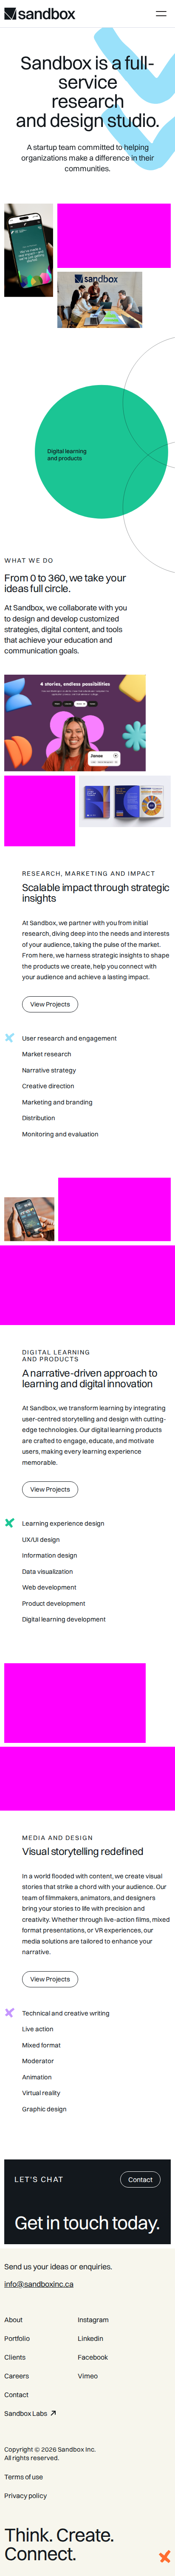 sandbox
Sandbox is a full-
service
research
and design studio.
A startup team committed to helping
organizations make a difference in their
communities.
sandbox
Digital learning
and products
WHAT WE DO
From 0 to 360, we take your
ideas full circle.
At Sandbox, we collaborate with you
to design and develop customized
strategies, digital content, and tools
that achieve your education and
communication goals.
4 stories, endless possibilities
RESEARCH, MARKETING AND IMPACT
Scalable impact through strategic
insights
At Sandbox, we partner with you from initial
research, diving deep into the needs and interests
of your audience, taking the pulse of the market.
From here, we harness strategic insights to shape
the products we create, help you connect with
your audience and achieve a lasting impact.
View Projects
User research and engagement
Market research
Narrative strategy
Creative direction
Marketing and branding
Distribution
Monitoring and evaluation
DIGITAL LEARNING
AND PRODUCTS
A narrative-driven approach to
learning and digital innovation
At Sandbox, we transform learning by integrating
user-centred storytelling and design with cutting-
edge technologies. Our digital learning products
are crafted to engage, educate, and motivate
users, making every learning experience
memorable.
View Projects
Learning experience design
UX/UI design
Information design
Data visualization
Web development
Product development
Digital learning development
MEDIA AND DESIGN
Visual storytelling redefined
In a world flooded with content, we create visual
stories that strike a chord with your audience. Our
team of filmmakers, animators, and designers
bring your stories to life with precision and
creativity. Whether through live-action films, mixed
format presentations, or VR experiences, our
media solutions are tailored to enhance your
narrative.
View Projects
Technical and creative writing
Live action
Mixed format
Moderator
Animation
Virtual reality
Graphic design
LET'S CHAT
Contact
Get in touch today.
Send us your ideas or enquiries.
info@sandboxinc.ca
About
Instagram
Portfolio
Linkedin
Clients
Facebook
Careers
Vimeo
Contact
Sandbox Labs
Copyright © 2026 Sandbox Inc.
All rights reserved.
Terms of use
Privacy policy
Think. Create.
Connect.